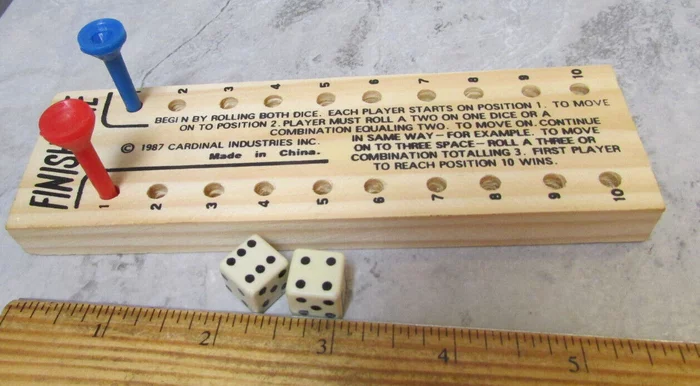 FINISH LINE
2 3 4 5 6 7 8 9 10
BEGIN BY ROLLING BOTH DICE. EACH PLAYER STARTS ON POSITION 1. TO MOVE
ON TO POSITION 2. PLAYER MUST ROLL A TWO ON ONE DICE OR A
COMBINATION EQUALING TWO. TO MOVE ON. CONTINUE
IN SAME WAY – FOR EXAMPLE. TO MOVE
ON TO THREE SPACE – ROLL A THREE OR
COMBINATION TOTALLING 3. FIRST PLAYER
TO REACH POSITION 10 WINS.
© 1987 CARDINAL INDUSTRIES INC.
Made in China.
1 2 3 4 5 6 7 8 9 10
1 2 3 4 5